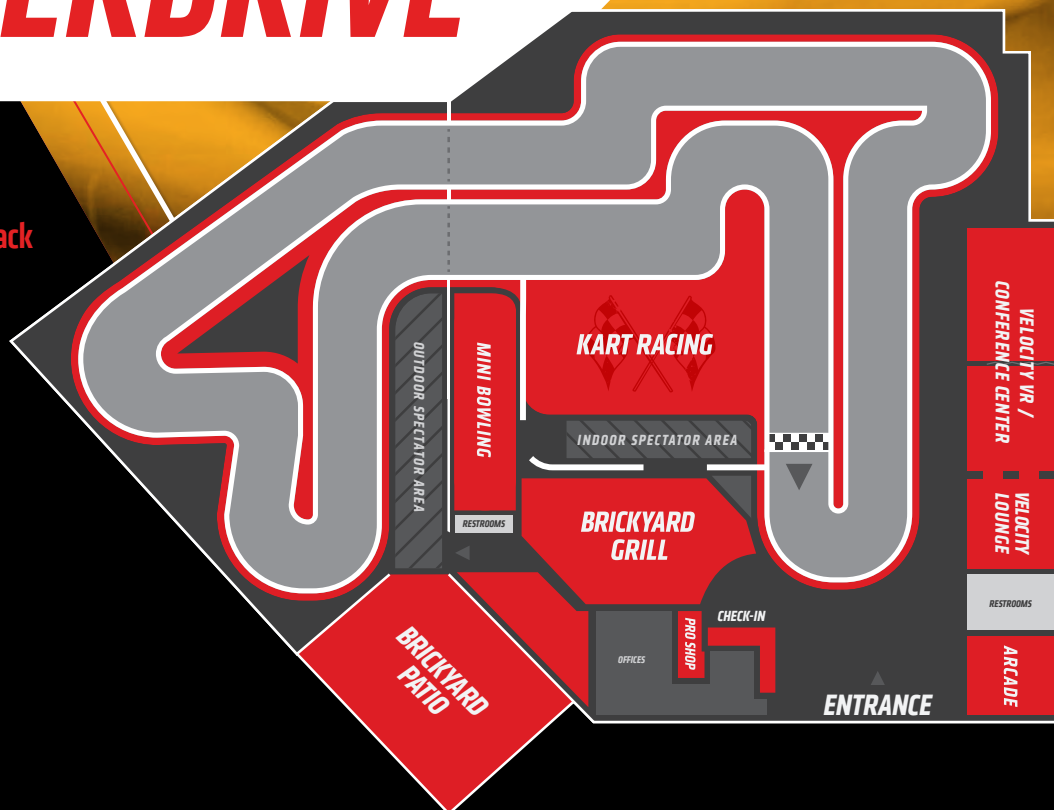 ack
KART RACING
OUTDOOR SPECTATOR AREA
MINI BOWLING
INDOOR SPECTATOR AREA
VELOCITY VR /
CONFERENCE CENTER
BRICKYARD
GRILL
RESTROOMS
VELOCITY
LOUNGE
RESTROOMS
BRICKYARD
PATIO
OFFICES
PRO SHOP
CHECK-IN
ENTRANCE
ARCADE